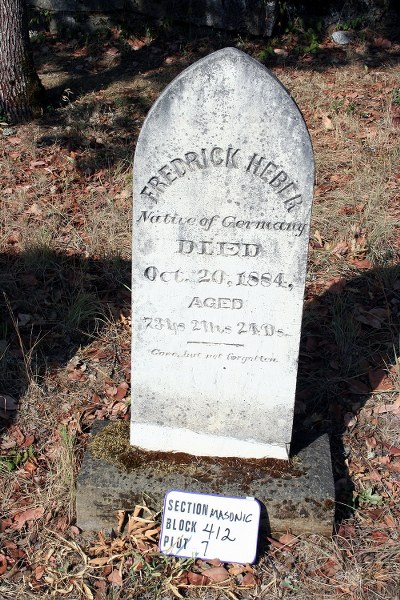 FREDRICK HEBER
Native of Germany
DIED
Oct. 20, 1884,
AGED
73Ys 2Ms 24Ds.
Gone, but not forgotten.
SECTION MASONIC
BLOCK 412
PLOT 7